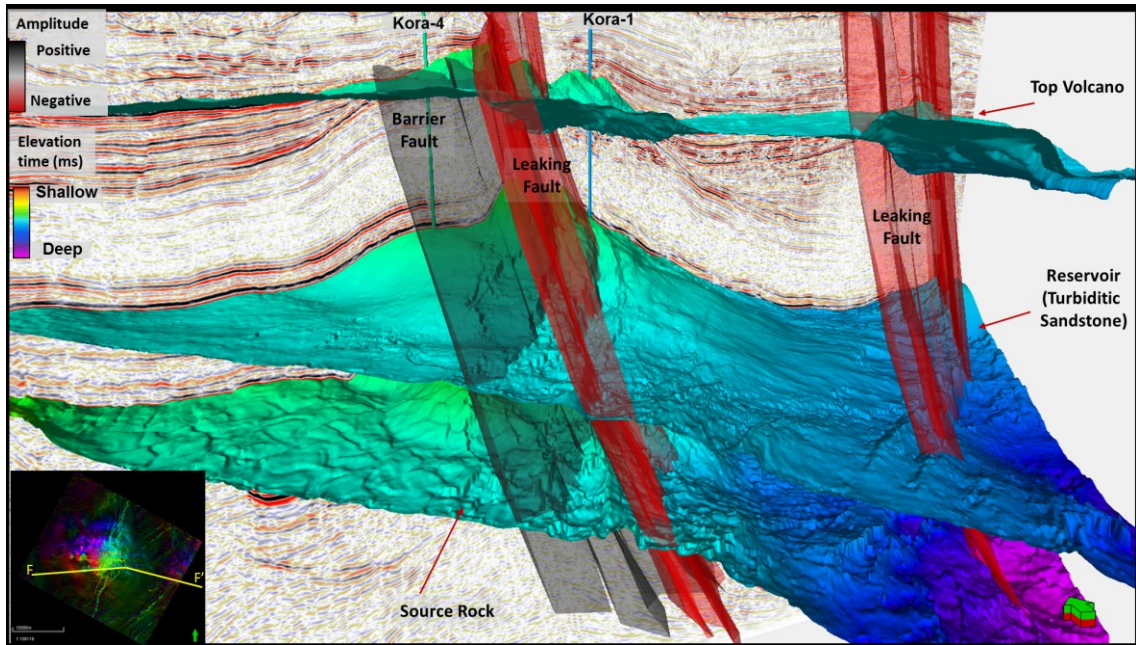 Amplitude
Positive
Negative
Elevation
time (ms)
Shallow
Deep
Kora-4
Kora-1
Barrier
Fault
Leaking
Fault
Leaking
Fault
Top Volcano
Reservoir
(Turbiditic
Sandstone)
Source Rock
F
F'